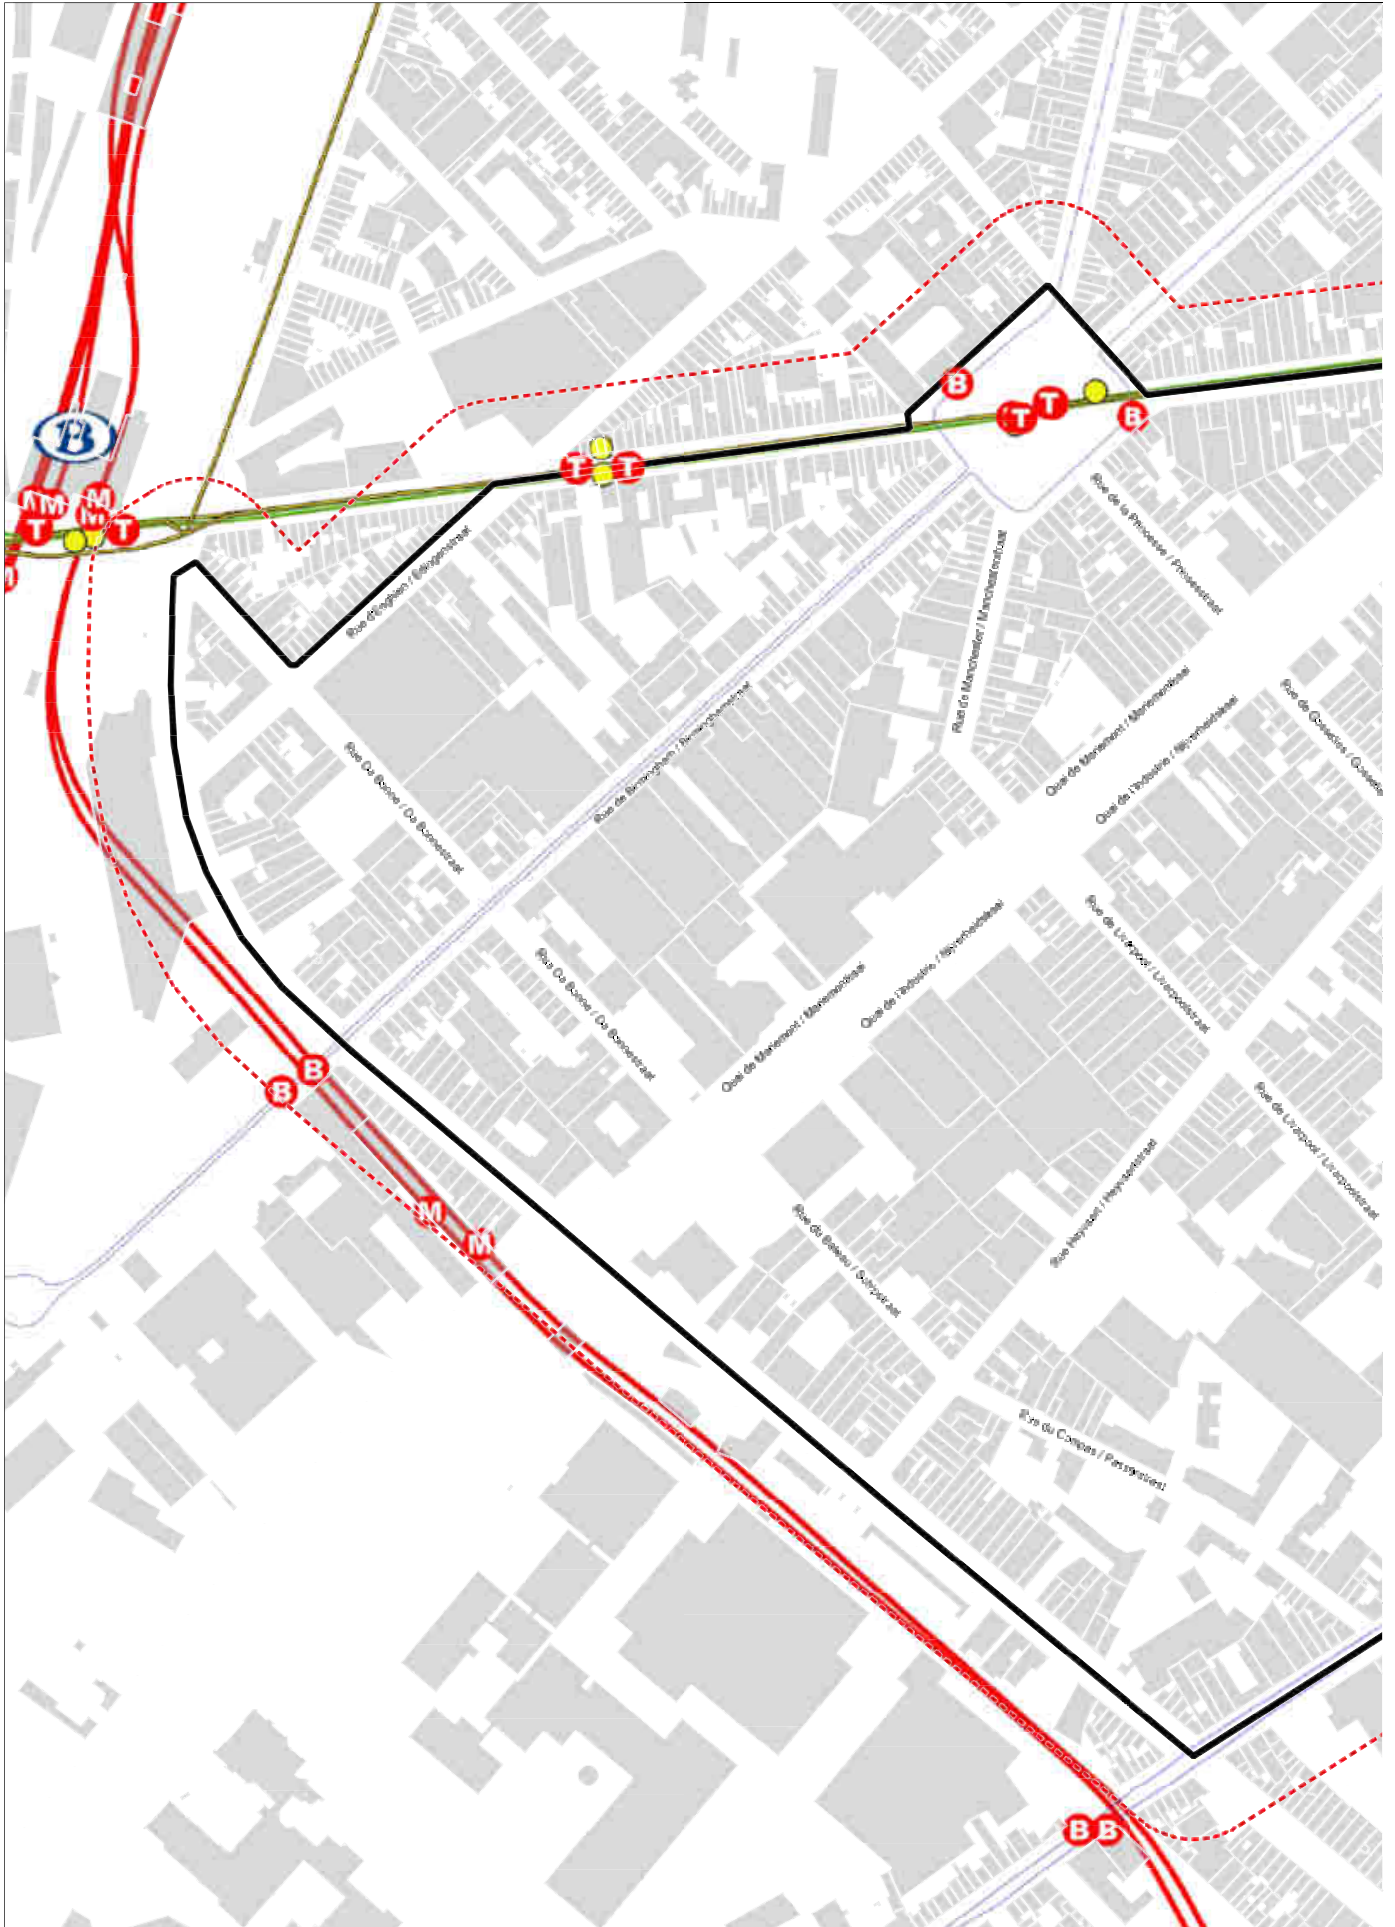 B
B
T
T
T
T
B
B
M
M
M
M
T
T
M
Rue d'Enghien / Edingenstraat
Rue de la Princesse / Prinsesstraat
Rue de Manchester / Manchesterstraat
Rue de Birmingham / Birminghamstraat
Quai de Mariemont / Mariemontkaai
Quai de l'Industrie / Nijverheidskaai
Rue de Gosselies /
Rue De Bonne / De Bonnestraat
Rue De Bonne / De Bonnestraat
Quai de l'Industrie / Nijverheidskaai
Quai de Mariemont / Mariemontkaai
Rue de Liverpool / Liverpoolstraat
Rue de Liverpool / Liverpoolstraat
B
B
M
M
Rue Heyvaert / Heyvaertstraat
Rue du Bateau / Schipstraat
Rue du Compas / Passerstraat
B
B